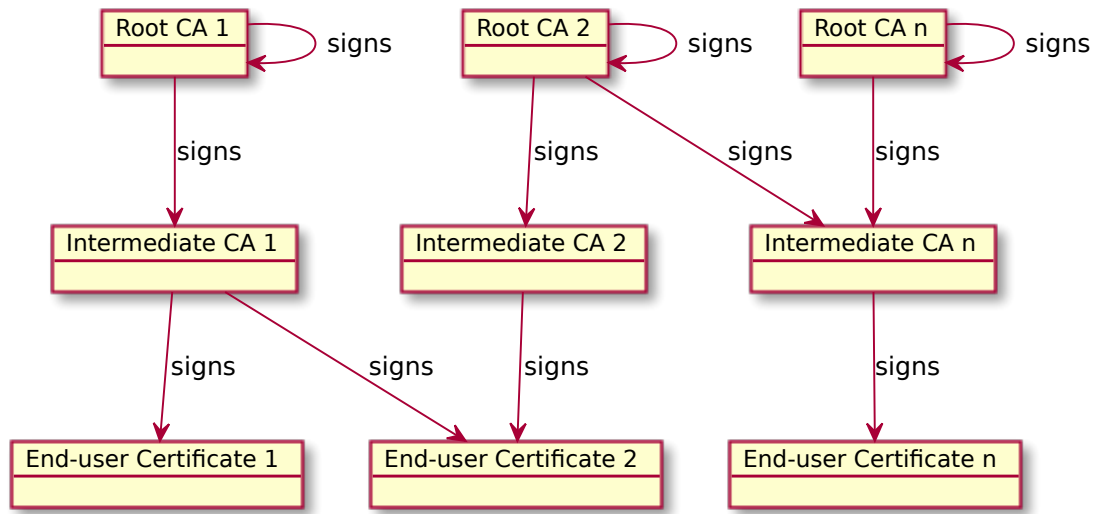 Root CA 1
signs
Root CA 2
signs
Root CA n
signs
signs
signs
signs
signs
Intermediate CA 1
Intermediate CA 2
Intermediate CA n
signs
signs
signs
signs
End-user Certificate 1
End-user Certificate 2
End-user Certificate n